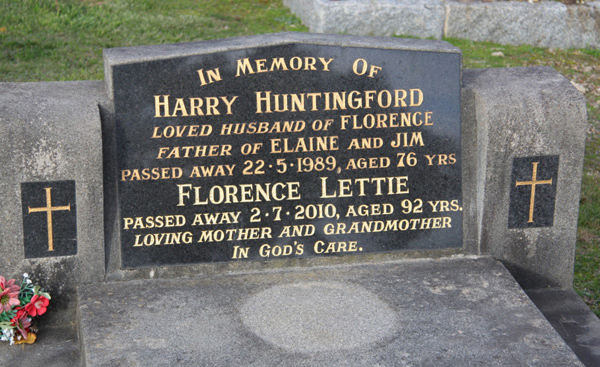 IN MEMORY OF
HARRY HUNTINGFORD
LOVED HUSBAND OF FLORENCE
FATHER OF ELAINE AND JIM
PASSED AWAY 22·5·1989, AGED 76 YRS
FLORENCE LETTIE
PASSED AWAY 2·7·2010, AGED 92 YRS.
LOVING MOTHER AND GRANDMOTHER
IN GOD'S CARE.